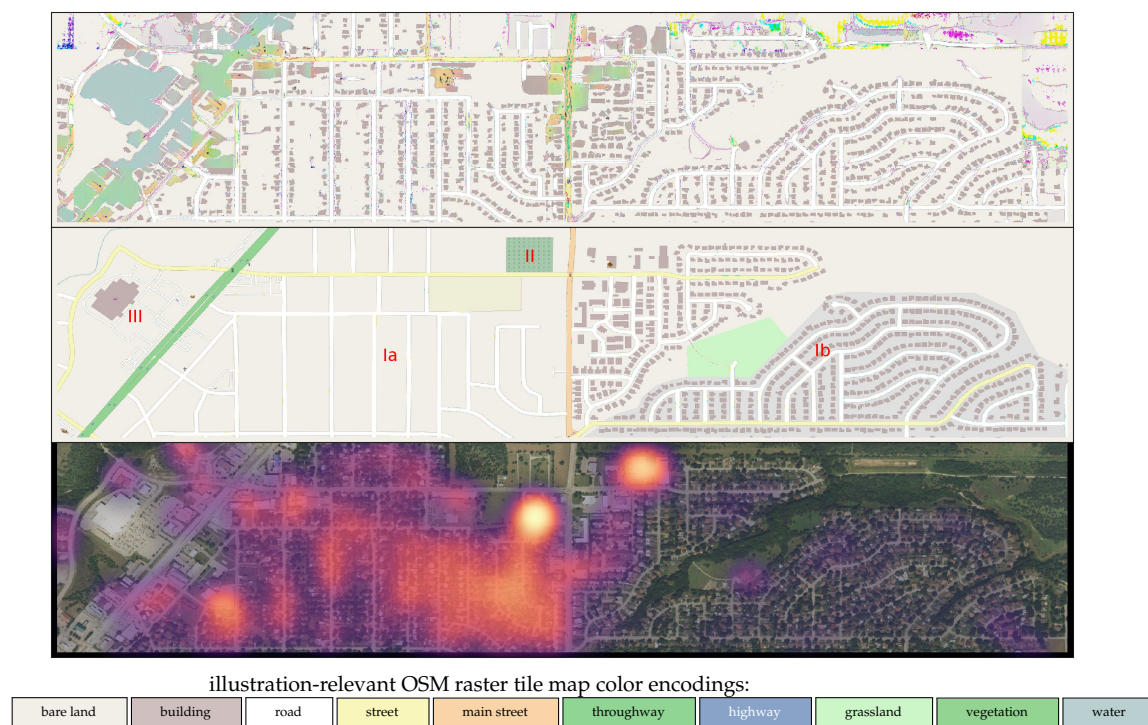 II
III
Ia
Ib
illustration-relevant OSM raster tile map color encodings:
bare land building road street main street throughway highway grassland vegetation water